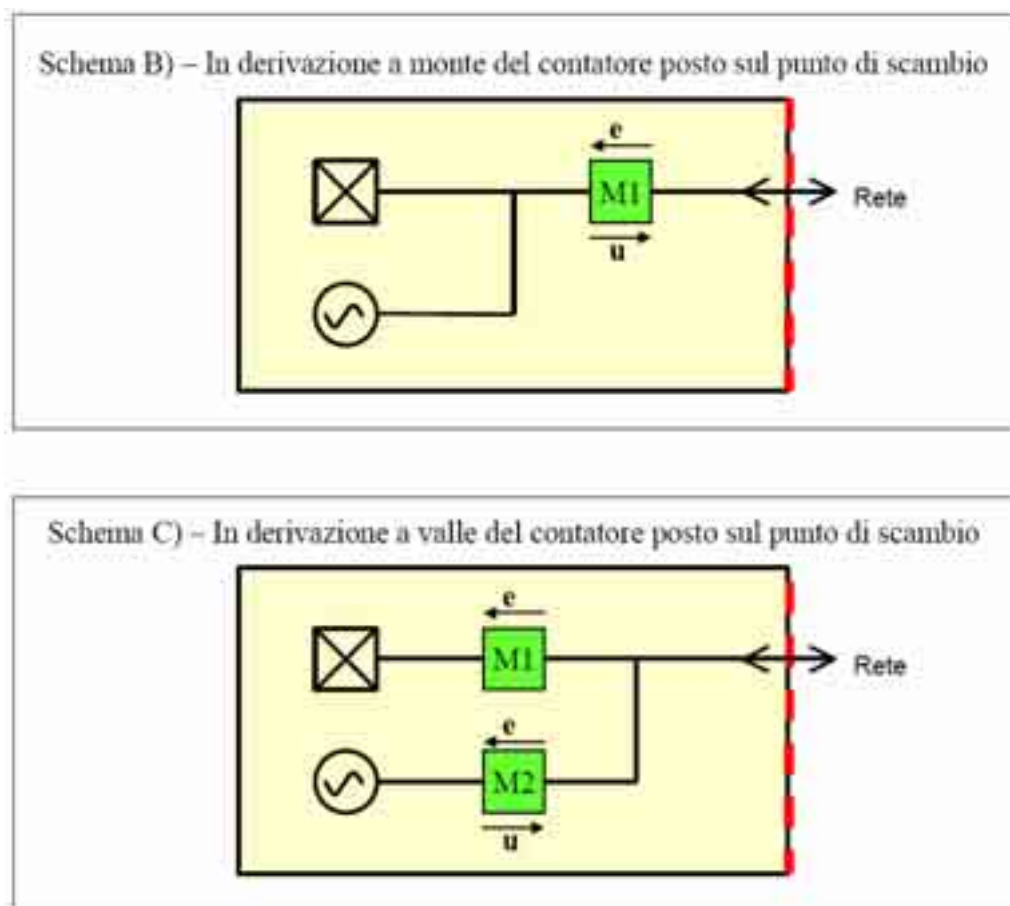 Schema B) – In derivazione a monte del contatore posto sul punto di scambio
e
M1
Rete
u
Schema C) – In derivazione a valle del contatore posto sul punto di scambio
e
M1
Rete
e
M2
u